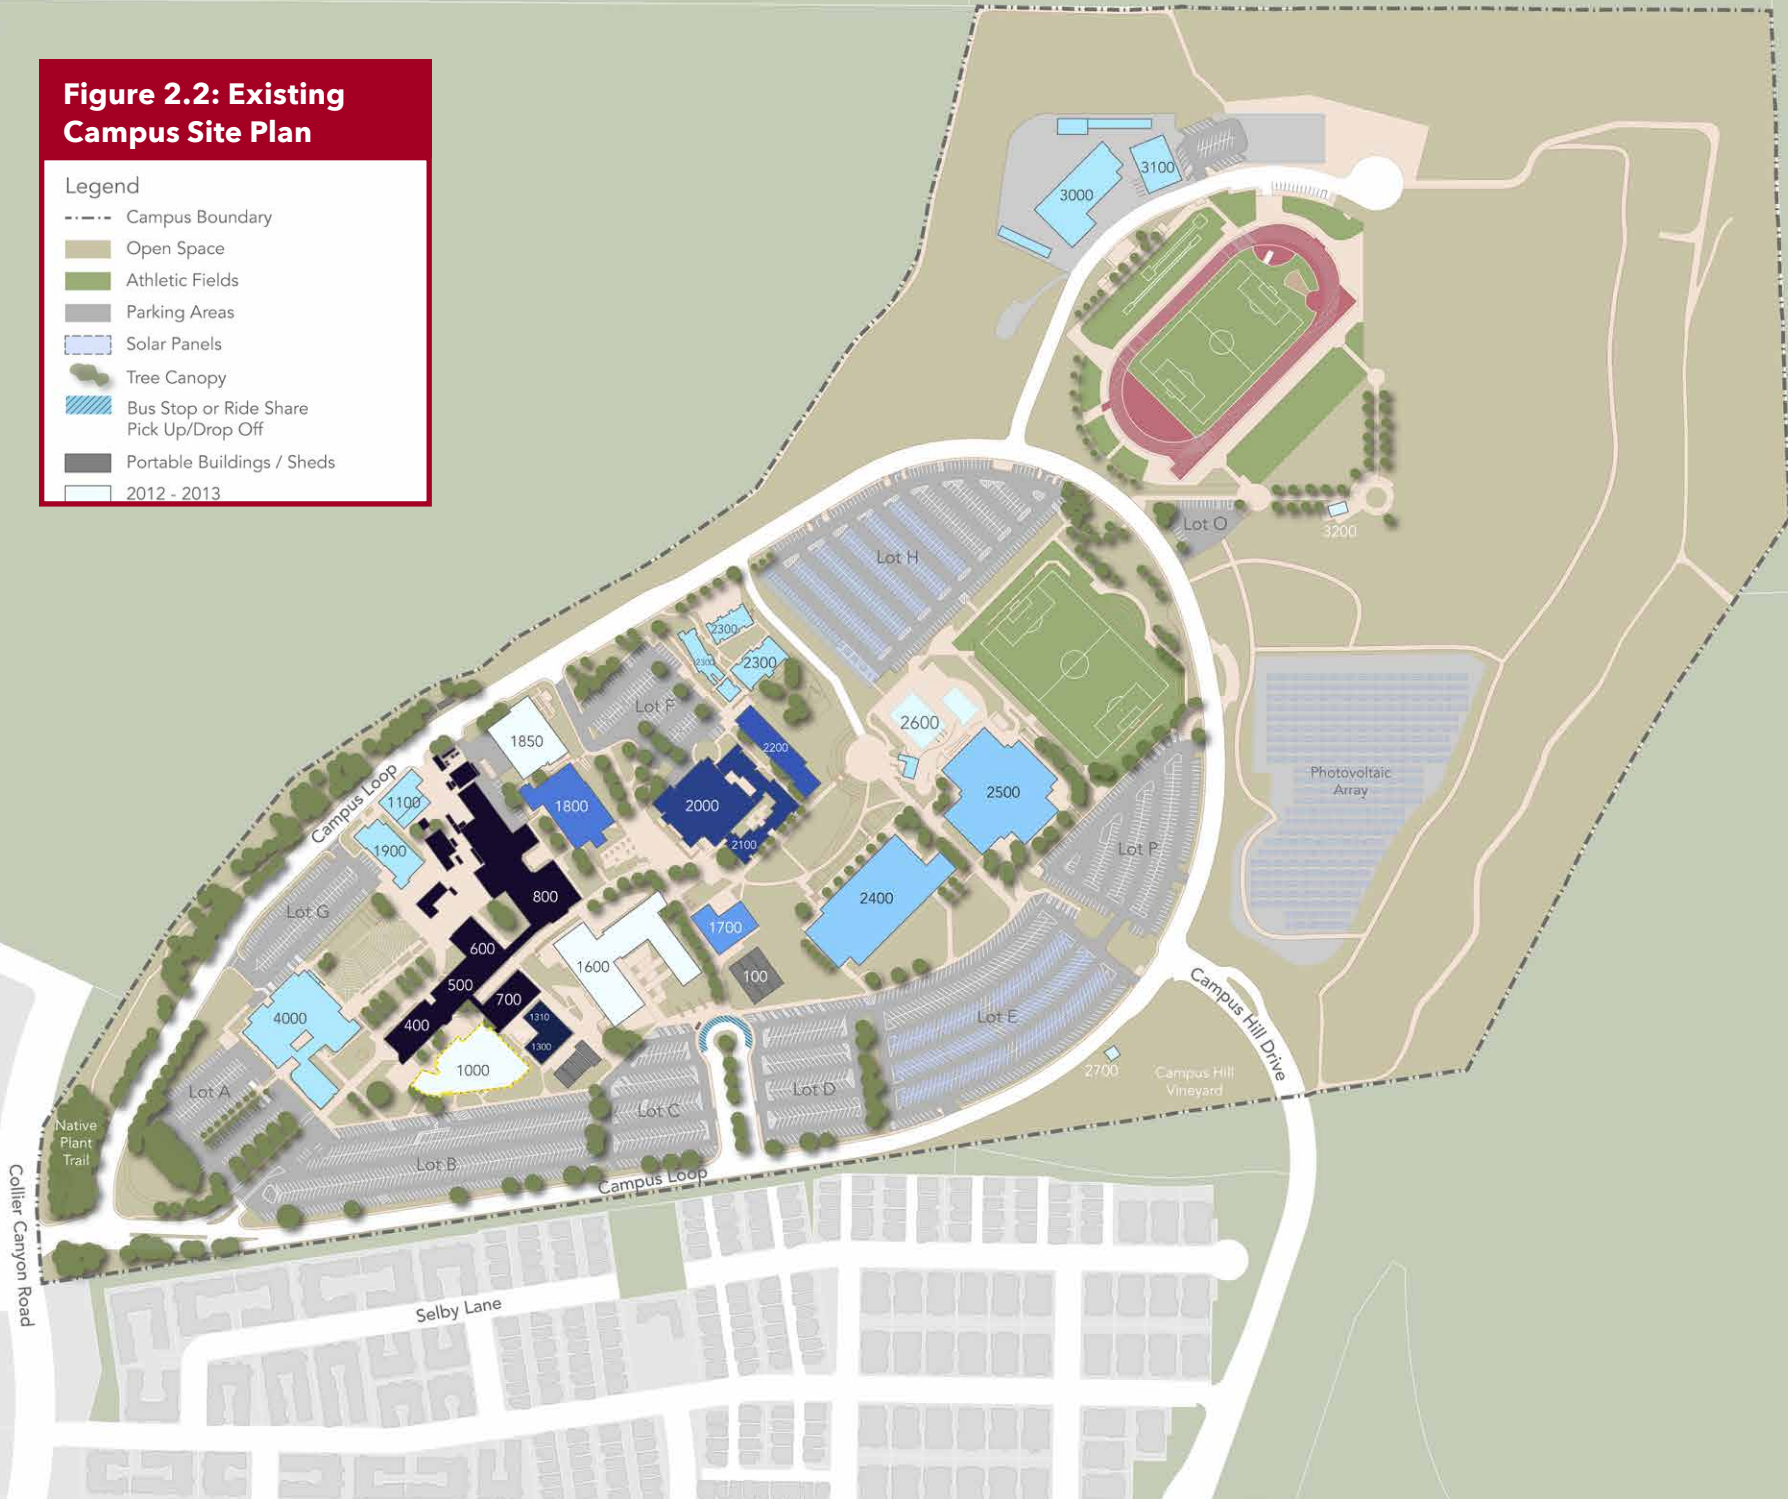 Figure 2.2: Existing
Campus Site Plan
Legend
Campus Boundary
Open Space
Athletic Fields
Parking Areas
Solar Panels
Tree Canopy
Bus Stop or Ride Share
Pick Up/Drop Off
Portable Buildings / Sheds
2012 - 2013
3100
3000
Lot O
3200
Lot H
2300
2300
2300
Lot F
2600
1850
2200
Photovoltaic
Array
2500
1800
2000
1100
Campus Loop
2100
1900
Lot P
800
2400
Lot G
1700
600
1600
100
500
700
4000
400
1310
1300
Lot E
Campus Hill Drive
1000
2700
Campus Hill
Vineyard
Lot A
Lot D
Lot C
Native
Plant
Trail
Lot B
Campus Loop
Collier Canyon Road
Selby Lane